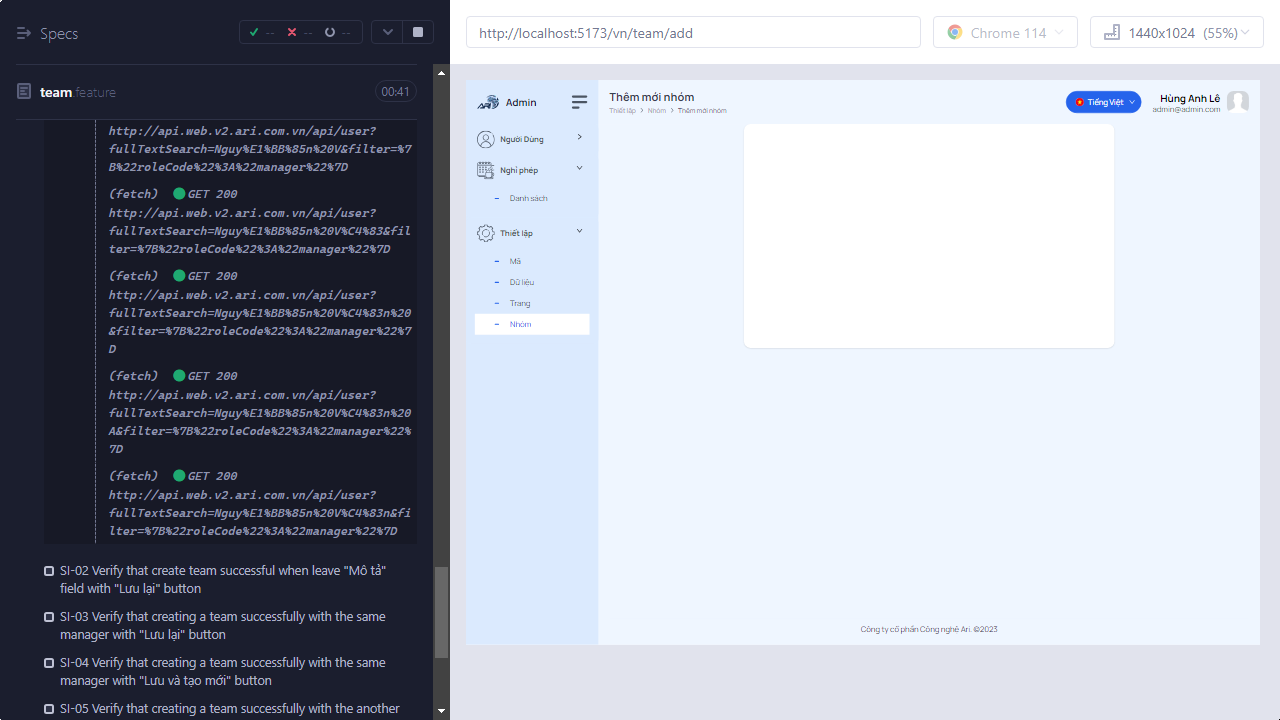 Specs
--
--
--
team.feature
00:41
http://api.web.v2.ari.com.vn/api/user?
fullTextSearch=Nguy%E1%BB%85n%20V&filter=%7
B%22roleCode%22%3A%22manager%22%7D
(fetch) GET 200
http://api.web.v2.ari.com.vn/api/user?
fullTextSearch=Nguy%E1%BB%85n%20V%C4%83&fil
ter=%7B%22roleCode%22%3A%22manager%22%7D
(fetch) GET 200
http://api.web.v2.ari.com.vn/api/user?
fullTextSearch=Nguy%E1%BB%85n%20V%C4%83n%20
&filter=%7B%22roleCode%22%3A%22manager%22%7
D
(fetch) GET 200
http://api.web.v2.ari.com.vn/api/user?
fullTextSearch=Nguy%E1%BB%85n%20V%C4%83n%20
A&filter=%7B%22roleCode%22%3A%22manager%22%
7D
(fetch) GET 200
http://api.web.v2.ari.com.vn/api/user?
fullTextSearch=Nguy%E1%BB%85n%20V%C4%83n&fi
lter=%7B%22roleCode%22%3A%22manager%22%7D
SI-02 Verify that create team successful when leave "Mô tả"
field with "Lưu lại" button
SI-03 Verify that creating a team successfully with the same
manager with "Lưu lại" button
SI-04 Verify that creating a team successfully with the same
manager with "Lưu và tạo mới" button
SI-05 Verify that creating a team successfully with the another
http://localhost:5173/vn/team/add
Chrome 114
1440x1024 (55%)
Admin
Người Dùng
Nghỉ phép
Danh sách
Thiết lập
Mã
Dữ liệu
Trang
Nhóm
Thêm mới nhóm
Thiết lập > Nhóm > Thêm mới nhóm
Tiếng Việt
Hùng Anh Lê
admin@admin.com
Công ty cổ phần Công nghệ Ari. ©2023